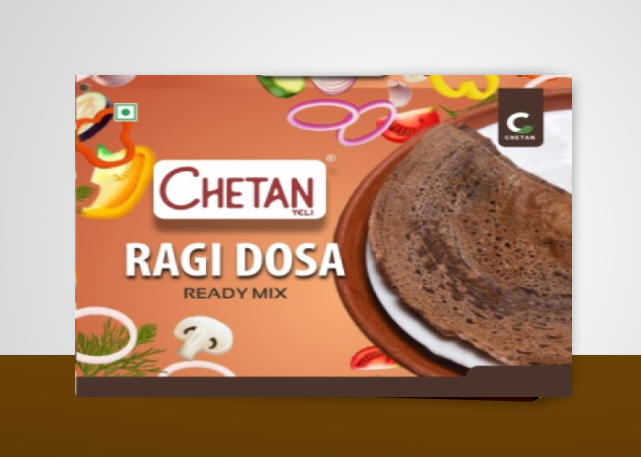 C
CHETAN
®
CHETAN
YELI
RAGI DOSA
READY MIX